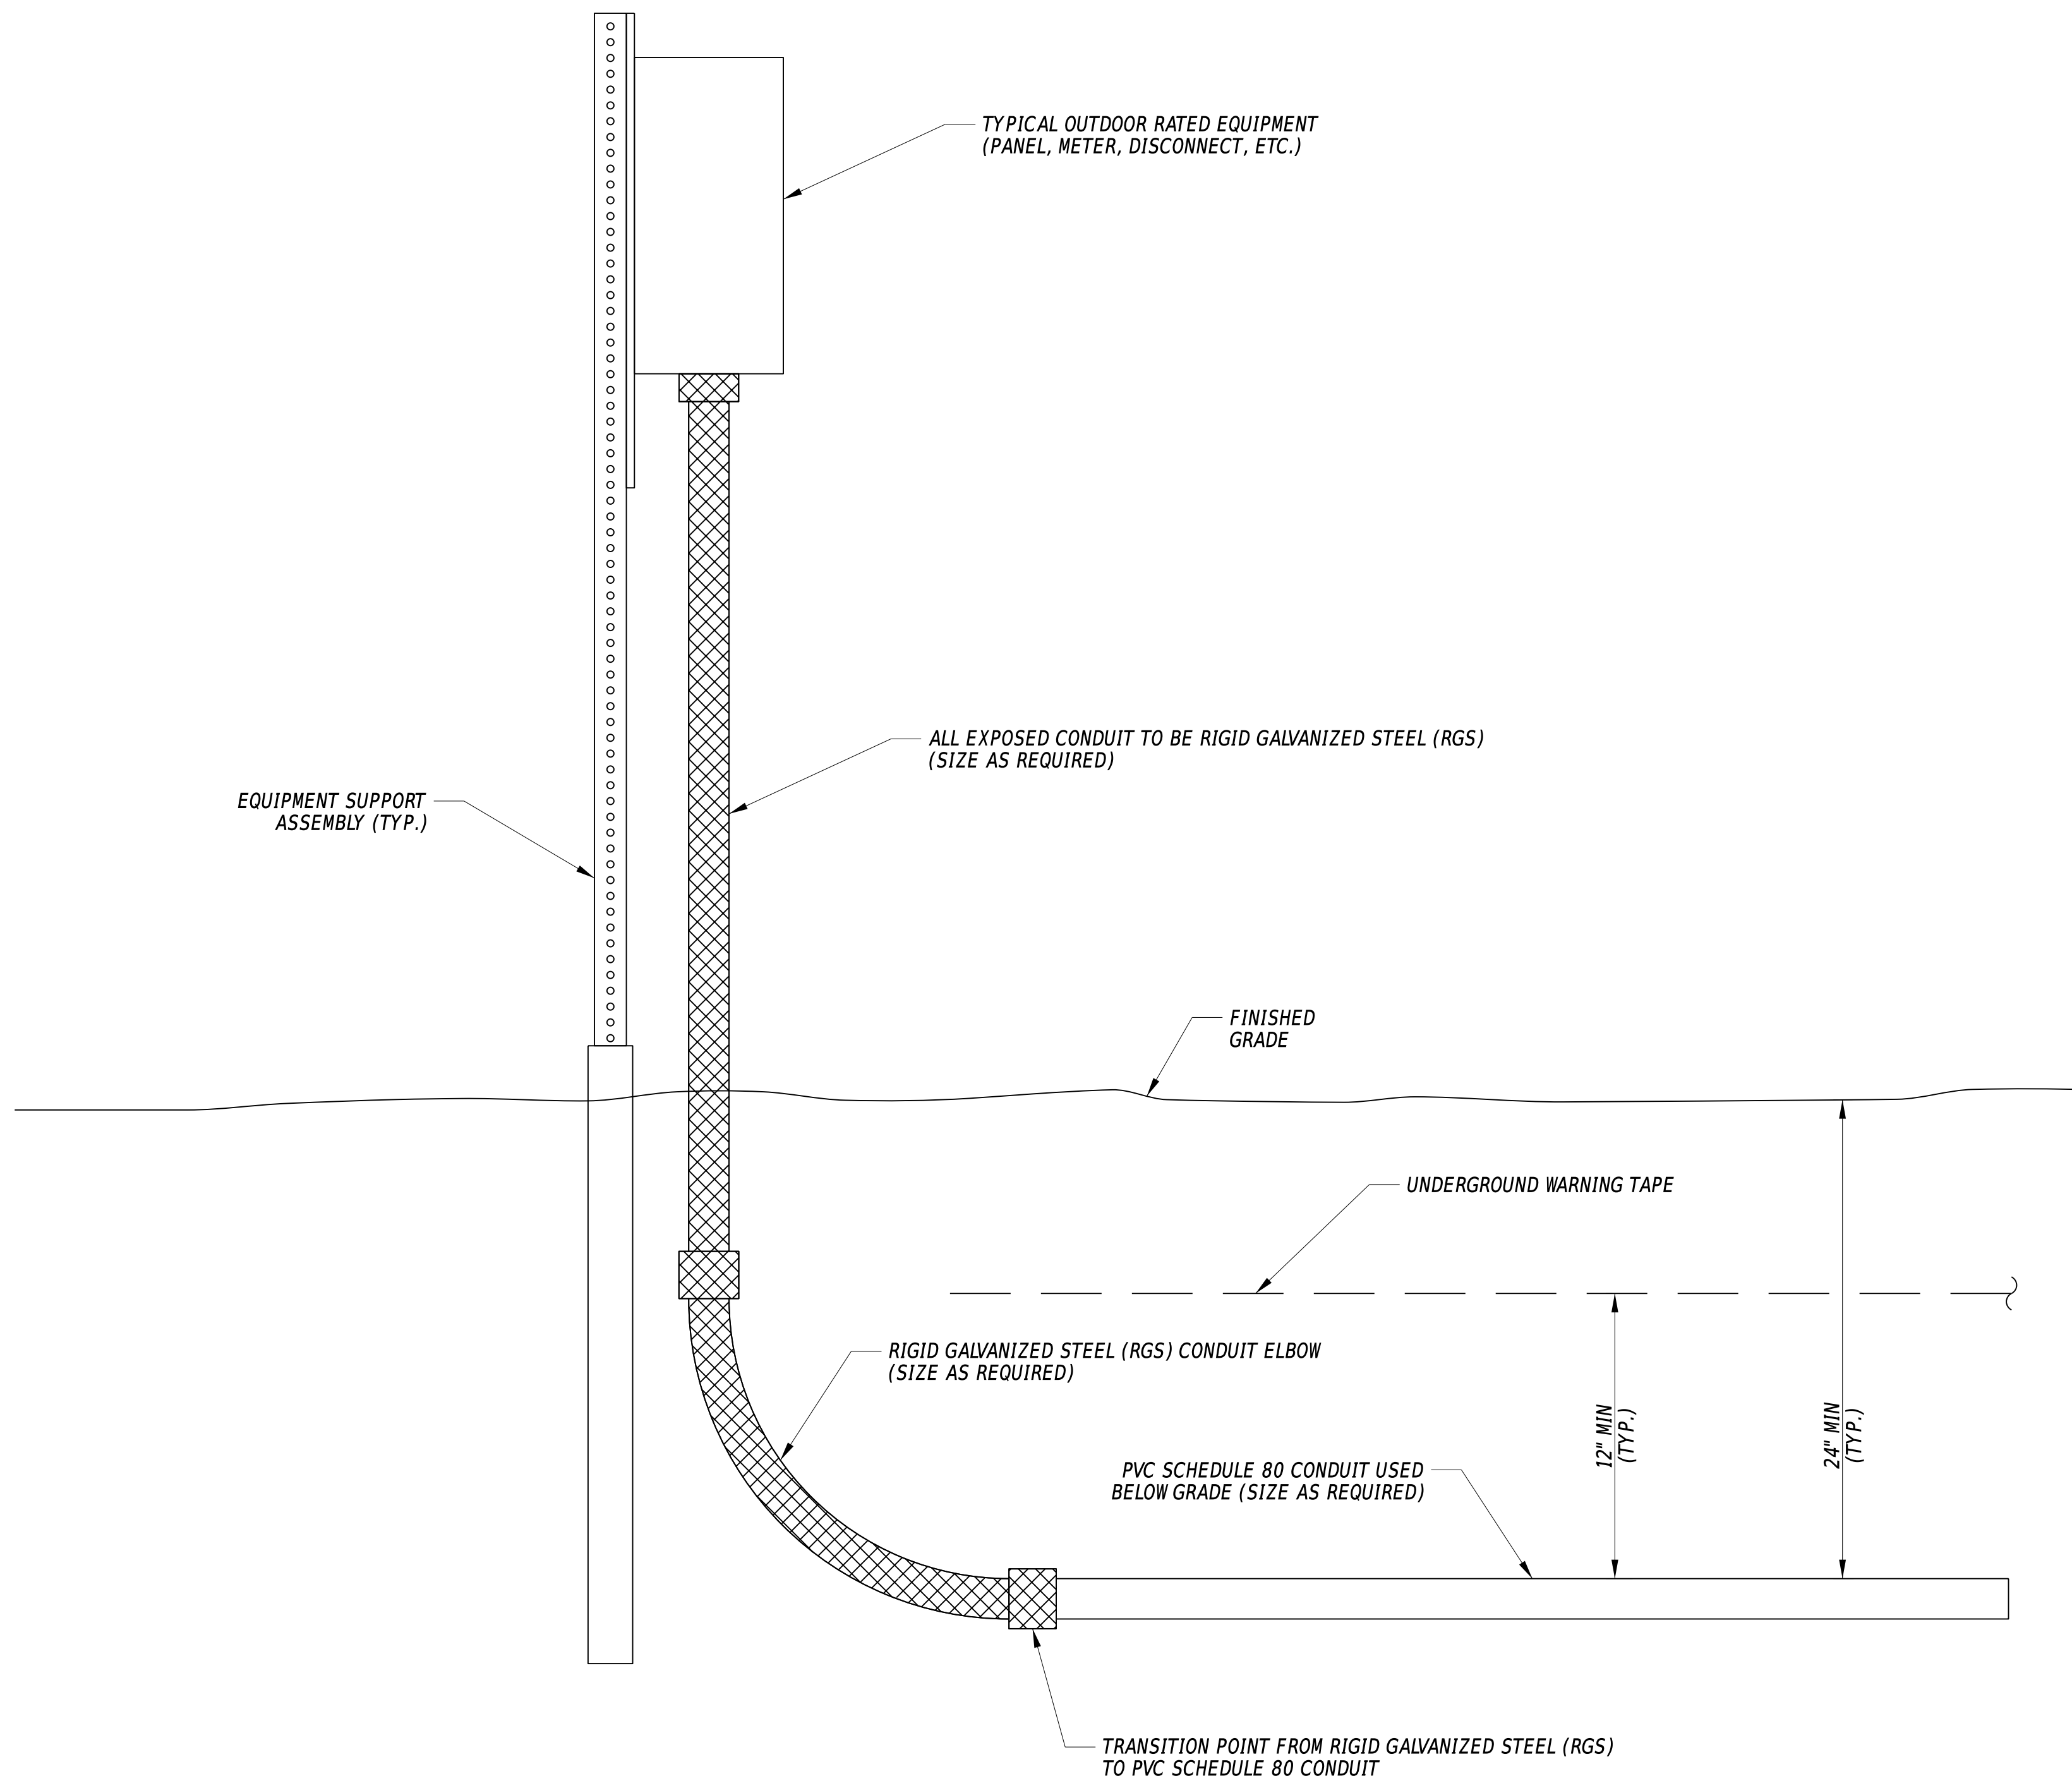 TYPICAL OUTDOOR RATED EQUIPMENT
(PANEL, METER, DISCONNECT, ETC.)
ALL EXPOSED CONDUIT TO BE RIGID GALVANIZED STEEL (RGS)
(SIZE AS REQUIRED)
EQUIPMENT SUPPORT
ASSEMBLY (TYP.)
FINISHED
GRADE
UNDERGROUND WARNING TAPE
RIGID GALVANIZED STEEL (RGS) CONDUIT ELBOW
(SIZE AS REQUIRED)
12" MIN
(TYP.)
24" MIN
(TYP.)
PVC SCHEDULE 80 CONDUIT USED
BELOW GRADE (SIZE AS REQUIRED)
TRANSITION POINT FROM RIGID GALVANIZED STEEL (RGS)
TO PVC SCHEDULE 80 CONDUIT